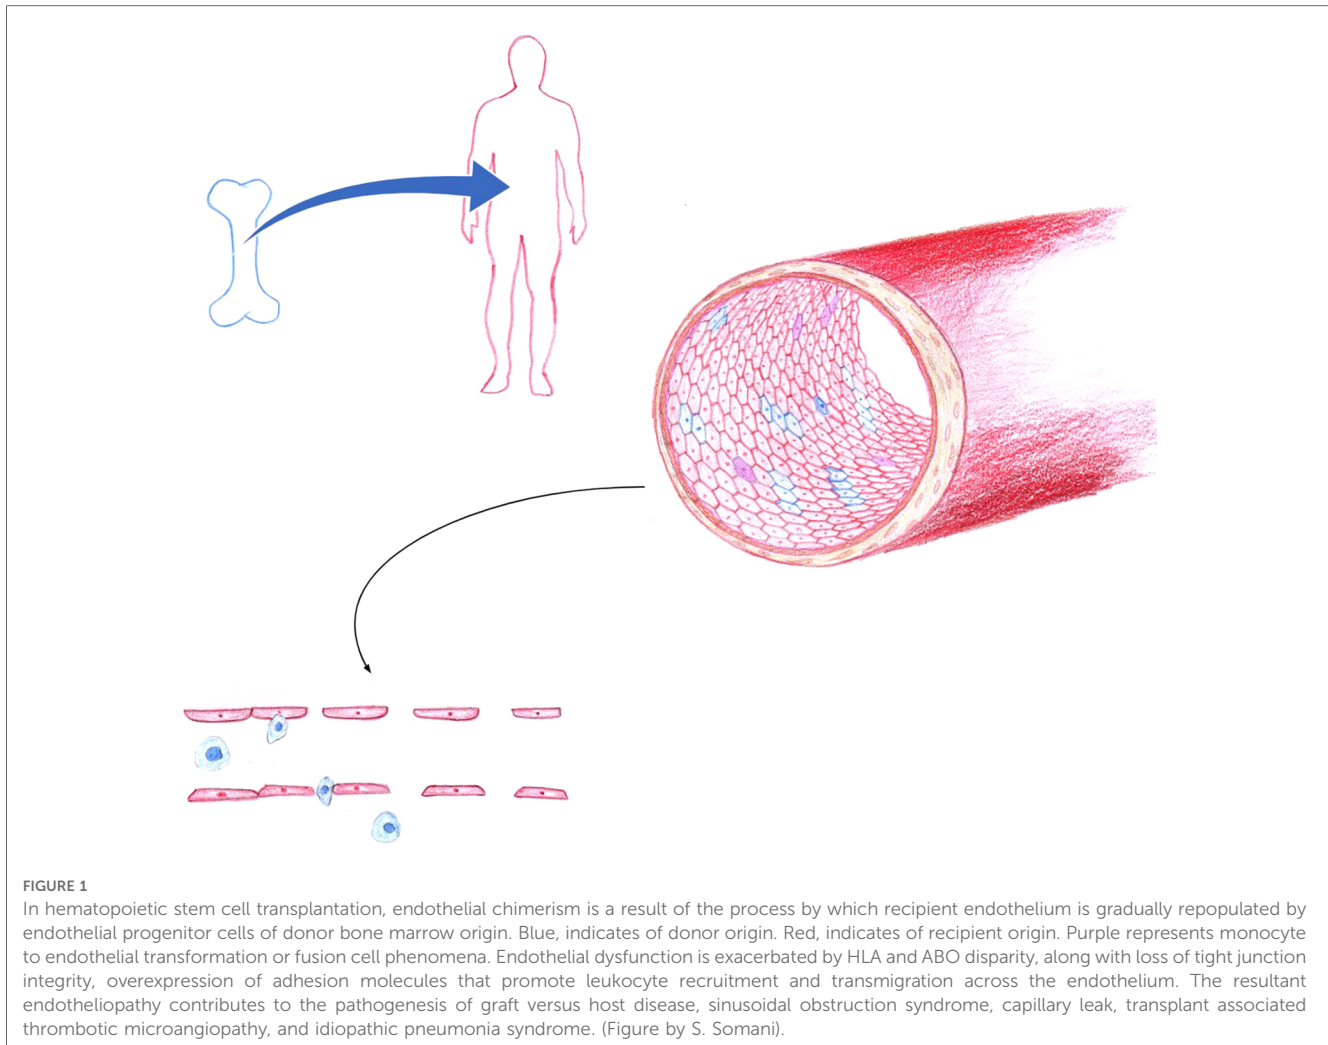 FIGURE 1
In hematopoietic stem cell transplantation, endothelial chimerism is a result of the process by which recipient endothelium is gradually repopulated by
endothelial progenitor cells of donor bone marrow origin. Blue, indicates of donor origin. Red, indicates of recipient origin. Purple represents monocyte
to endothelial transformation or fusion cell phenomena. Endothelial dysfunction is exacerbated by HLA and ABO disparity, along with loss of tight junction
integrity, overexpression of adhesion molecules that promote leukocyte recruitment and transmigration across the endothelium. The resultant
endotheliopathy contributes to the pathogenesis of graft versus host disease, sinusoidal obstruction syndrome, capillary leak, transplant associated
thrombotic microangiopathy, and idiopathic pneumonia syndrome. (Figure by S. Somani).